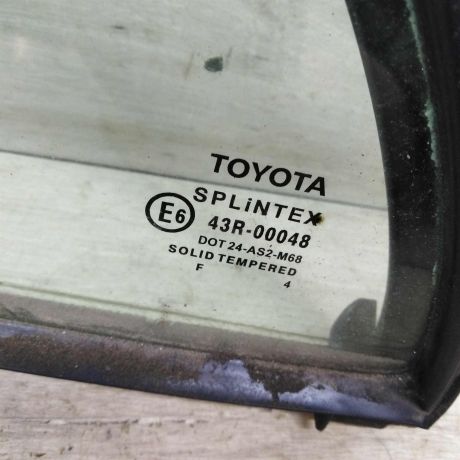 TOYOTA
SPLiNTEX
E6 43R-00048
DOT 24-AS2-M68
SOLID TEMPERED
F 4